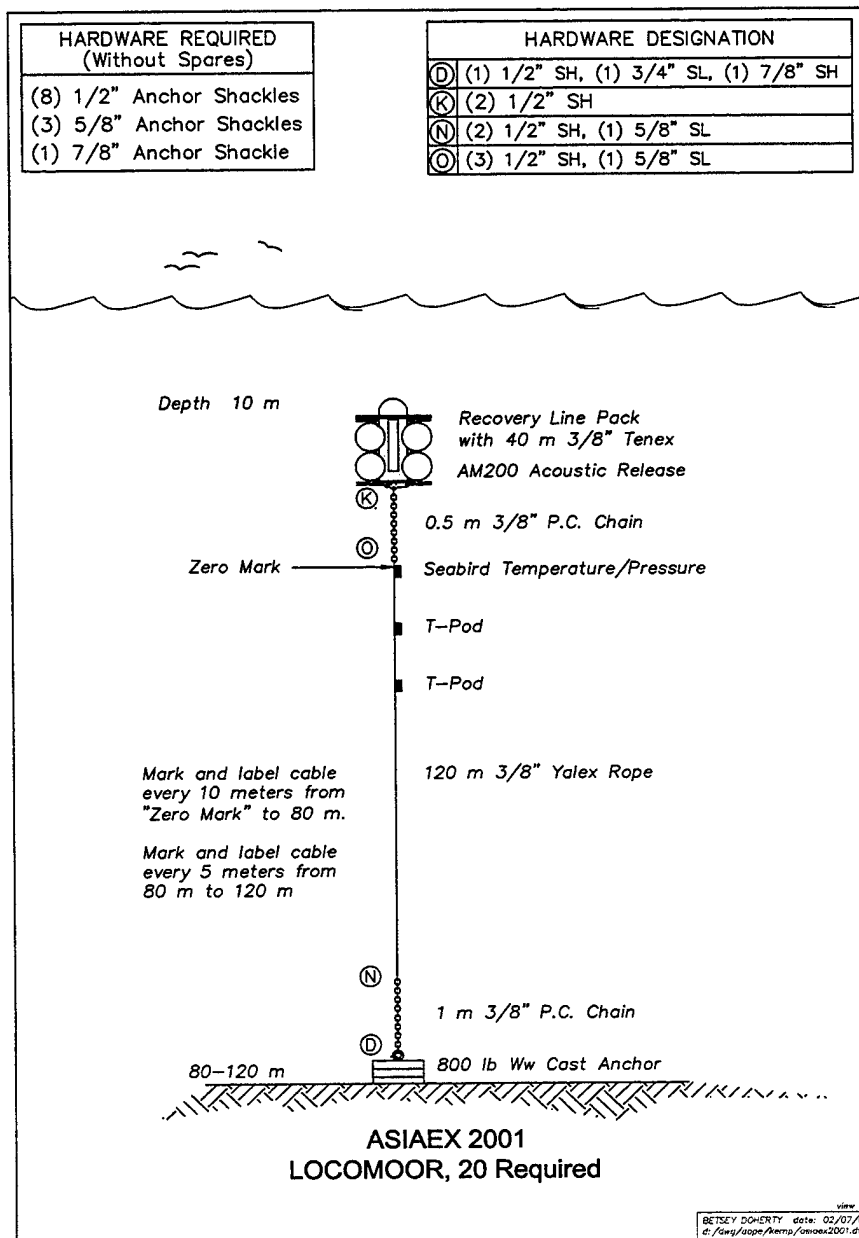 HARDWARE REQUIRED
(Without Spares)
(8) 1/2" Anchor Shackles
(3) 5/8" Anchor Shackles
(1) 7/8" Anchor Shackle
HARDWARE DESIGNATION
D (1) 1/2" SH, (1) 3/4" SL, (1) 7/8" SH
K (2) 1/2" SH
N (2) 1/2" SH, (1) 5/8" SL
O (3) 1/2" SH, (1) 5/8" SL
Depth 10 m
Recovery Line Pack
with 40 m 3/8" Tenex
AM200 Acoustic Release
K
0.5 m 3/8" P.C. Chain
O
Zero Mark
Seabird Temperature/Pressure
T-Pod
T-Pod
120 m 3/8" Yalex Rope
Mark and label cable
every 10 meters from
"Zero Mark" to 80 m.
Mark and label cable
every 5 meters from
80 m to 120 m
N
1 m 3/8" P.C. Chain
D
80-120 m
800 lb Ww Cast Anchor
ASIAEX 2001
LOCOMOOR, 20 Required
view
BETSEY DOHERTY date: 02/07/
d:/dwg/aope/kemp/asiaex2001.d